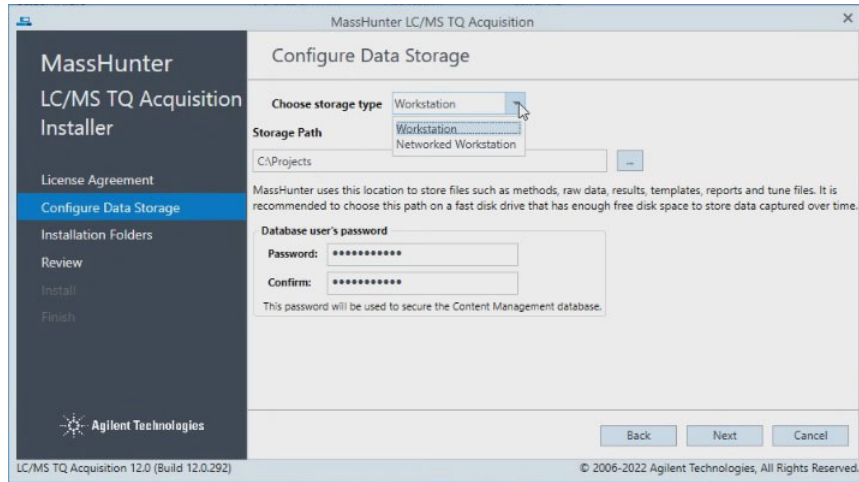 MassHunter LC/MS TQ Acquisition
MassHunter
LC/MS TQ Acquisition
Installer
License Agreement
Configure Data Storage
Installation Folders
Review
Install
Finish
Agilent Technologies
Configure Data Storage
Choose storage type Workstation
Workstation
Networked Workstation
Storage Path
C:\Projects
...
MassHunter uses this location to store files such as methods, raw data, results, templates, reports and tune files. It is
recommended to choose this path on a fast disk drive that has enough free disk space to store data captured over time.
Database user's password
Password: •••••••••••
Confirm: •••••••••••
This password will be used to secure the Content Management database.
Back Next Cancel
LC/MS TQ Acquisition 12.0 (Build 12.0.292) © 2006-2022 Agilent Technologies, All Rights Reserved.